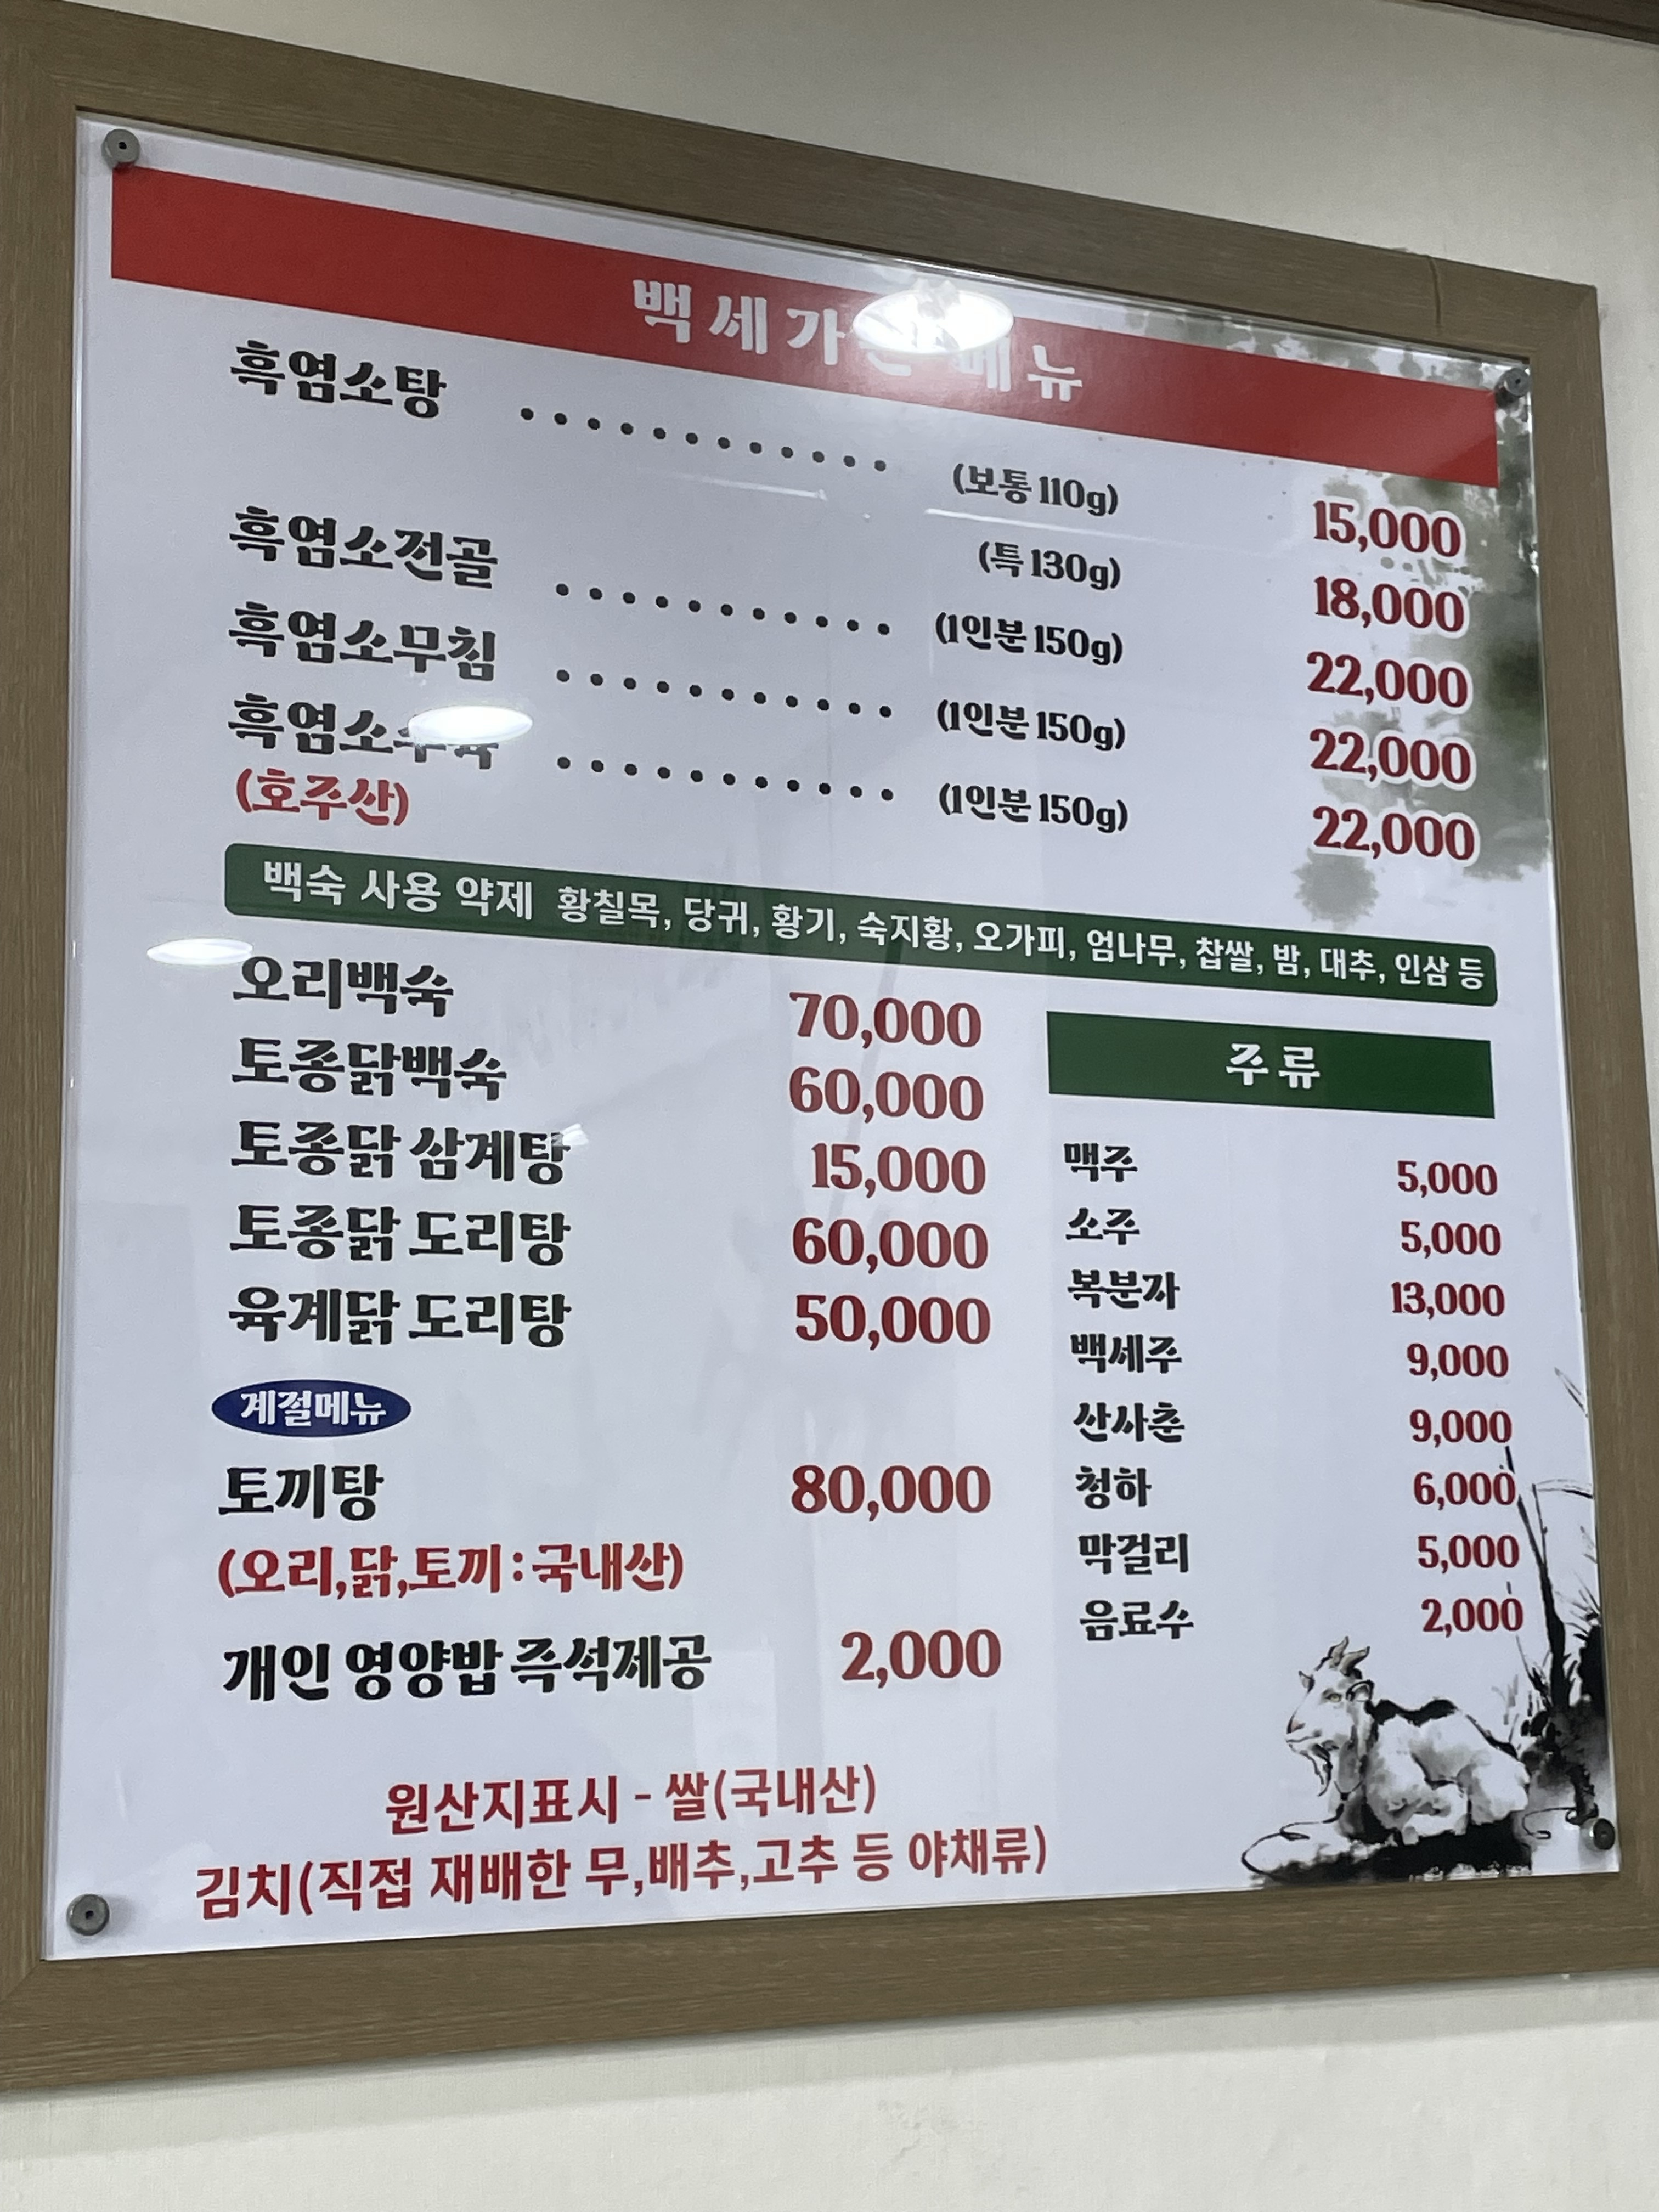 백세가든 메뉴
흑염소탕 ............ (보통 110g) 15,000
(특 130g) 18,000
흑염소전골 ........... (1인분 150g) 22,000
흑염소무침 ........... (1인분 150g) 22,000
흑염소수육 ........... (1인분 150g) 22,000
(호주산)
백숙 사용 약제 황칠목, 당귀, 황기, 숙지황, 오가피, 엄나무, 찹쌀, 밤, 대추, 인삼 등
오리백숙 70,000
토종닭백숙 60,000
토종닭 삼계탕 15,000
토종닭 도리탕 60,000
육계닭 도리탕 50,000
계절메뉴
토끼탕 80,000
(오리,닭,토끼:국내산)
개인 영양밥 즉석제공 2,000
주류
맥주 5,000
소주 5,000
복분자 13,000
백세주 9,000
산사춘 9,000
청하 6,000
막걸리 5,000
음료수 2,000
원산지표시 - 쌀(국내산)
김치(직접 재배한 무,배추,고추 등 야채류)